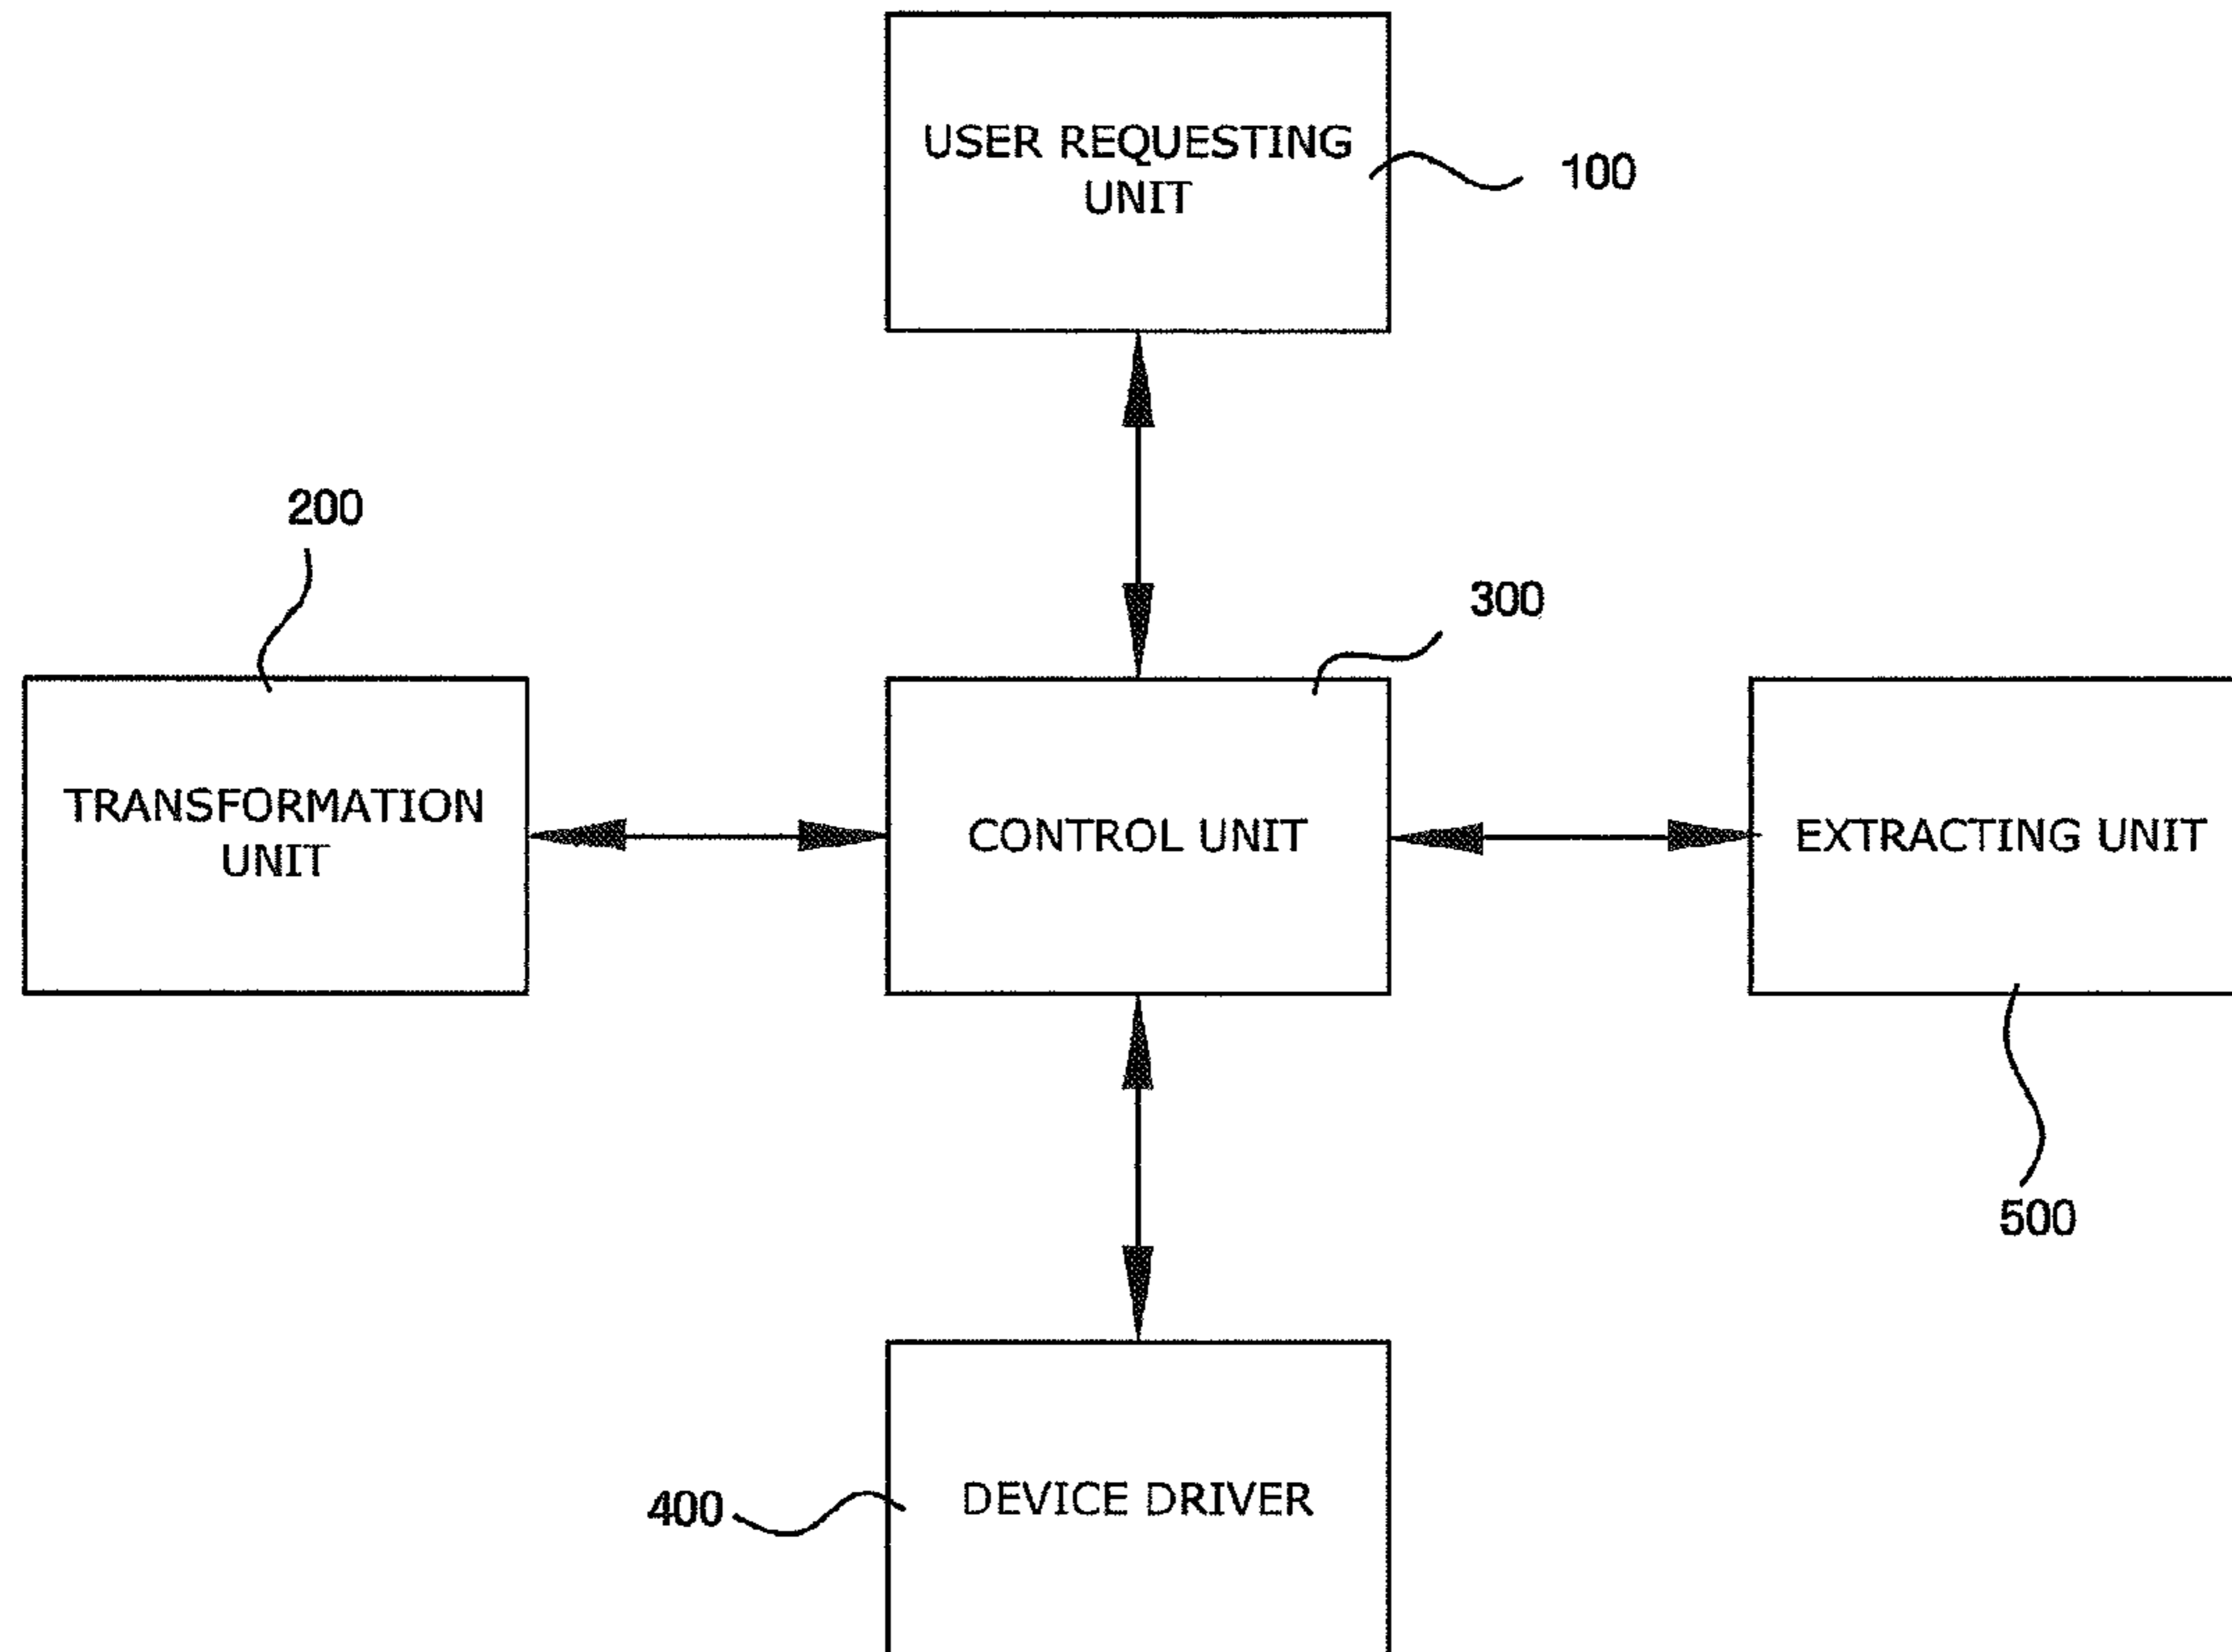 USER REQUESTING
UNIT
100
200
300
TRANSFORMATION
UNIT
CONTROL UNIT
EXTRACTING UNIT
500
400
DEVICE DRIVER